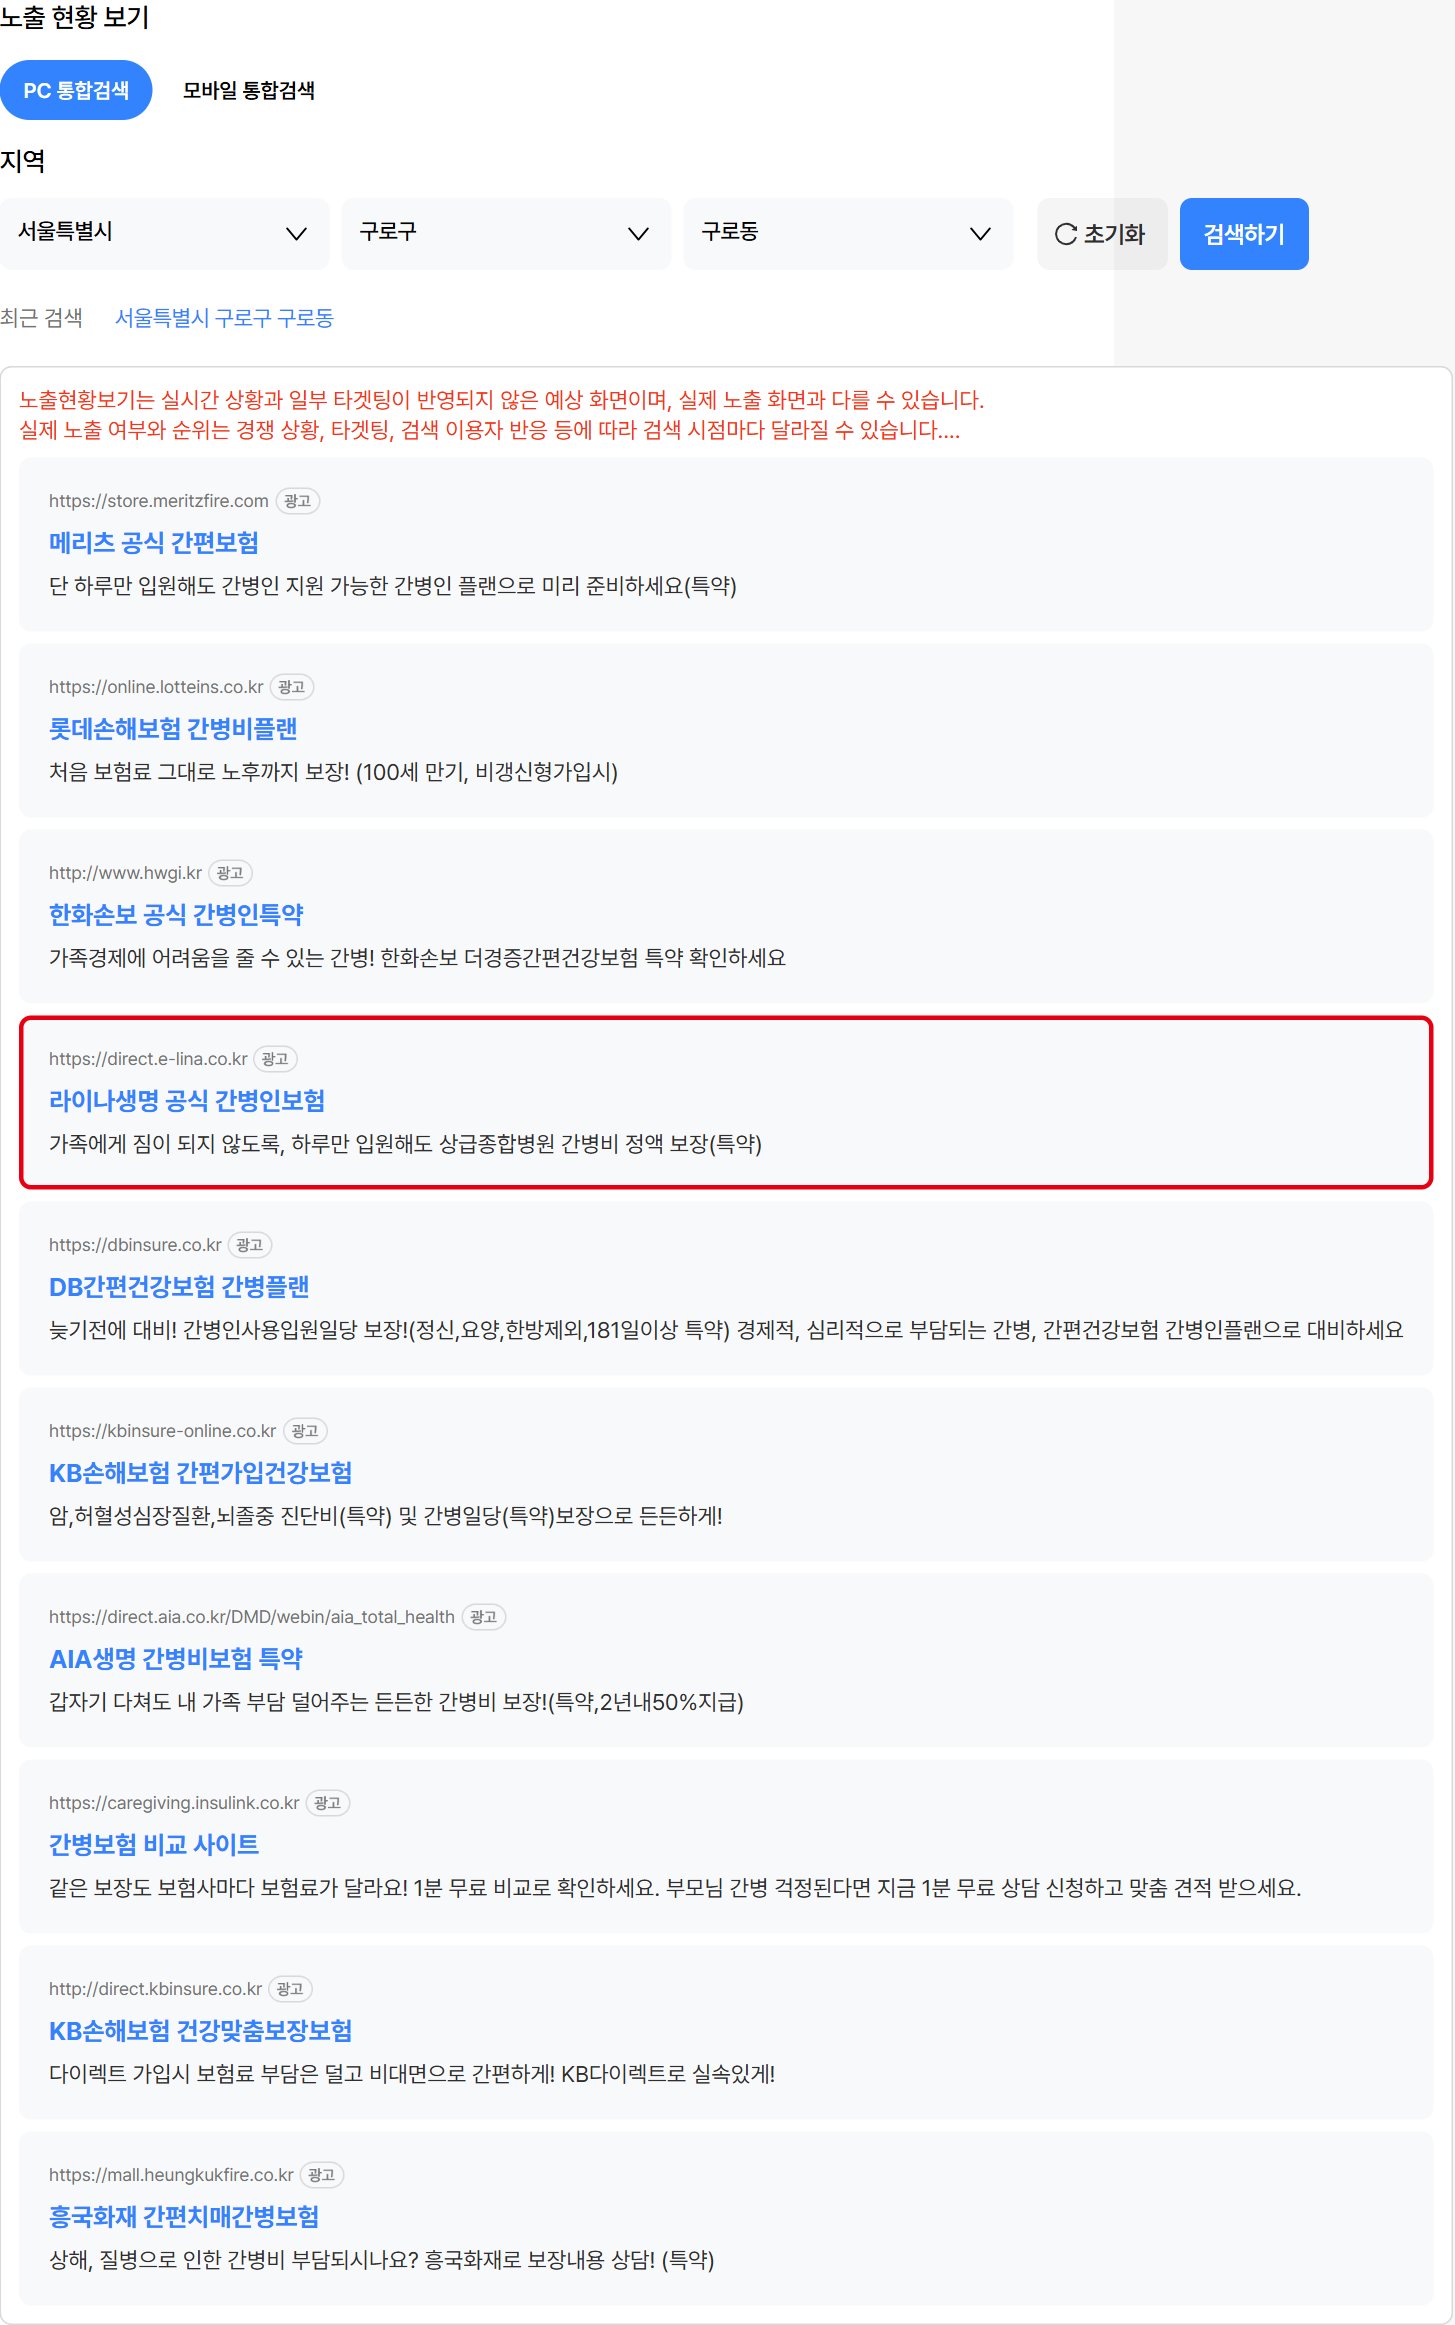 노출 현황 보기
PC 통합검색 모바일 통합검색
지역
서울특별시 구로구 구로동 초기화 검색하기
최근 검색 서울특별시 구로구 구로동
노출현황보기는 실시간 상황과 일부 타겟팅이 반영되지 않은 예상 화면이며, 실제 노출 화면과 다를 수 있습니다.
실제 노출 여부와 순위는 경쟁 상황, 타겟팅, 검색 이용자 반응 등에 따라 검색 시점마다 달라질 수 있습니다....
https://store.meritzfire.com 광고
메리츠 공식 간편보험
단 하루만 입원해도 간병인 지원 가능한 간병인 플랜으로 미리 준비하세요(특약)
https://online.lotteins.co.kr 광고
롯데손해보험 간병비플랜
처음 보험료 그대로 노후까지 보장! (100세 만기, 비갱신형가입시)
http://www.hwgi.kr 광고
한화손보 공식 간병인특약
가족경제에 어려움을 줄 수 있는 간병! 한화손보 더경증간편건강보험 특약 확인하세요
https://direct.e-lina.co.kr 광고
라이나생명 공식 간병인보험
가족에게 짐이 되지 않도록, 하루만 입원해도 상급종합병원 간병비 정액 보장(특약)
https://dbinsure.co.kr 광고
DB간편건강보험 간병플랜
늦기전에 대비! 간병인사용입원일당 보장!(정신,요양,한방제외,181일이상 특약) 경제적, 심리적으로 부담되는 간병, 간편건강보험 간병인플랜으로 대비하세요
https://kbinsure-online.co.kr 광고
KB손해보험 간편가입건강보험
암,허혈성심장질환,뇌졸중 진단비(특약) 및 간병일당(특약)보장으로 든든하게!
https://direct.aia.co.kr/DMD/webin/aia_total_health 광고
AIA생명 간병비보험 특약
갑자기 다쳐도 내 가족 부담 덜어주는 든든한 간병비 보장!(특약,2년내50%지급)
https://caregiving.insulink.co.kr 광고
간병보험 비교 사이트
같은 보장도 보험사마다 보험료가 달라요! 1분 무료 비교로 확인하세요. 부모님 간병 걱정된다면 지금 1분 무료 상담 신청하고 맞춤 견적 받으세요.
http://direct.kbinsure.co.kr 광고
KB손해보험 건강맞춤보장보험
다이렉트 가입시 보험료 부담은 덜고 비대면으로 간편하게! KB다이렉트로 실속있게!
https://mall.heungkukfire.co.kr 광고
흥국화재 간편치매간병보험
상해, 질병으로 인한 간병비 부담되시나요? 흥국화재로 보장내용 상담! (특약)